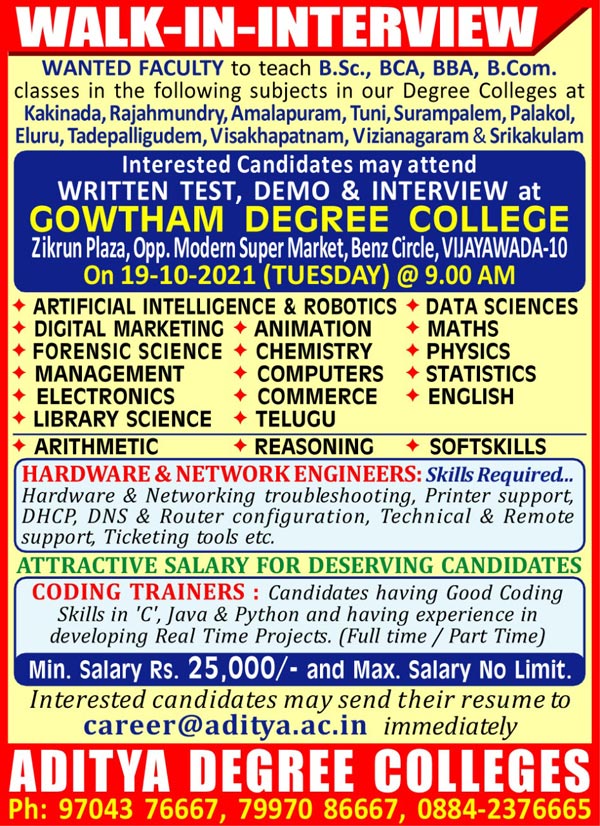 WALK-IN-INTERVIEW
WANTED FACULTY to teach B.Sc., BCA, BBA, B.Com.
classes in the following subjects in our Degree Colleges at
Kakinada, Rajahmundry, Amalapuram, Tuni, Surampalem, Palakol,
Eluru, Tadepalligudem, Visakhapatnam, Vizianagaram & Srikakulam
Interested Candidates may attend
WRITTEN TEST, DEMO & INTERVIEW at
GOWTHAM DEGREE COLLEGE
Zikrun Plaza, Opp. Modern Super Market, Benz Circle, VIJAYAWADA-10
On 19-10-2021 (TUESDAY) @ 9.00 AM
✦ ARTIFICIAL INTELLIGENCE & ROBOTICS ✦ DATA SCIENCES
✦ DIGITAL MARKETING ✦ ANIMATION ✦ MATHS
✦ FORENSIC SCIENCE ✦ CHEMISTRY ✦ PHYSICS
✦ MANAGEMENT ✦ COMPUTERS ✦ STATISTICS
✦ ELECTRONICS ✦ COMMERCE ✦ ENGLISH
✦ LIBRARY SCIENCE ✦ TELUGU
✦ ARITHMETIC ✦ REASONING ✦ SOFTSKILLS
HARDWARE & NETWORK ENGINEERS: Skills Required...
Hardware & Networking troubleshooting, Printer support,
DHCP, DNS & Router configuration, Technical & Remote
support, Ticketing tools etc.
ATTRACTIVE SALARY FOR DESERVING CANDIDATES
CODING TRAINERS : Candidates having Good Coding
Skills in 'C', Java & Python and having experience in
developing Real Time Projects. (Full time / Part Time)
Min. Salary Rs. 25,000/- and Max. Salary No Limit.
Interested candidates may send their resume to
career@aditya.ac.in immediately
ADITYA DEGREE COLLEGES
Ph: 97043 76667, 79970 86667, 0884-2376665